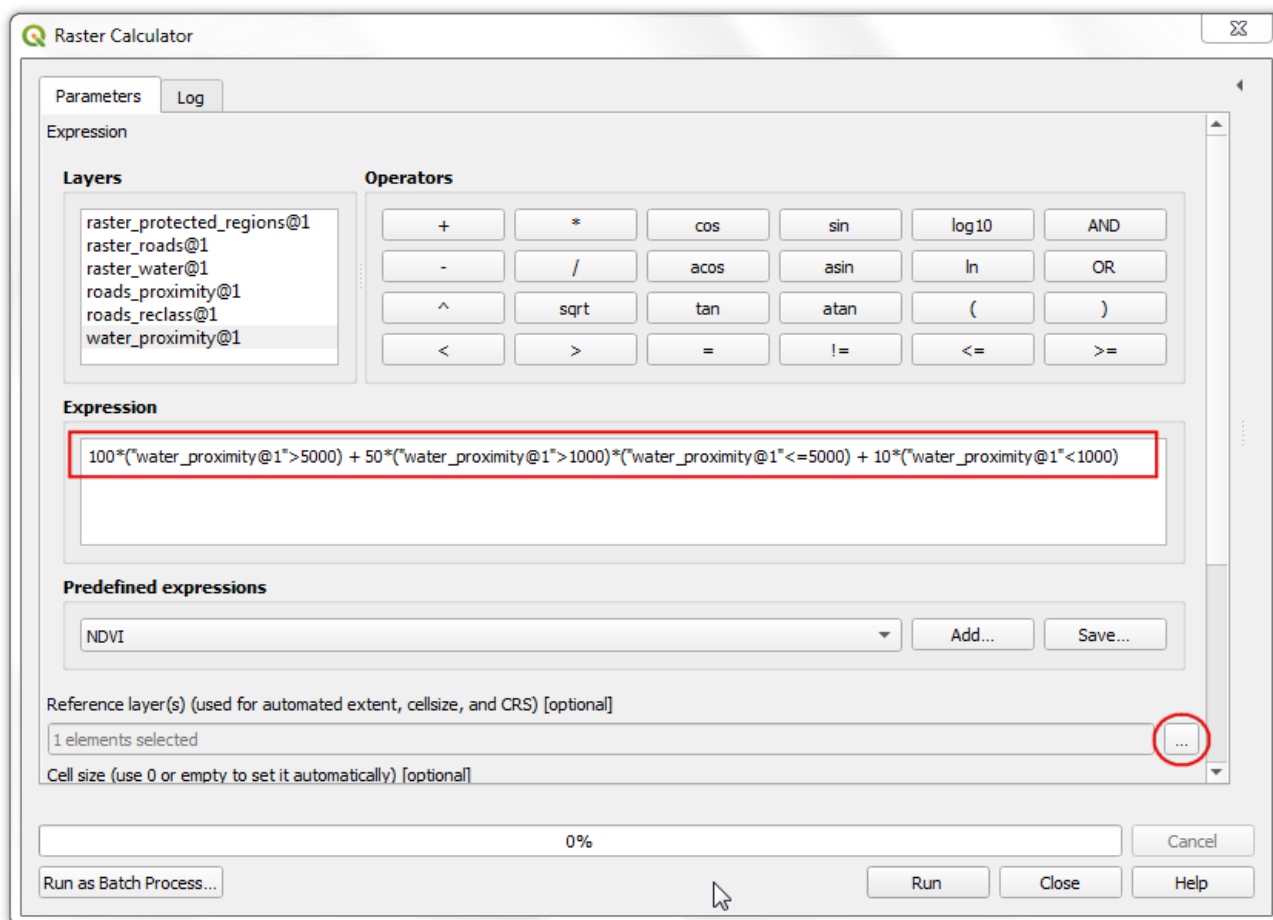 Raster Calculator
Parameters
Log
Expression
Layers
Operators
raster_protected_regions@1
raster_roads@1
raster_water@1
roads_proximity@1
roads_reclass@1
water_proximity@1
+ * cos sin log10 AND
- / acos asin ln OR
^ sqrt tan atan ( )
< > = != <= >=
Expression
100*("water_proximity@1">5000) + 50*("water_proximity@1">1000)*("water_proximity@1"<=5000) + 10*("water_proximity@1"<1000)
Predefined expressions
NDVI
Add...
Save...
Reference layer(s) (used for automated extent, cellsize, and CRS) [optional]
1 elements selected
...
Cell size (use 0 or empty to set it automatically) [optional]
0%
Cancel
Run as Batch Process...
Run
Close
Help